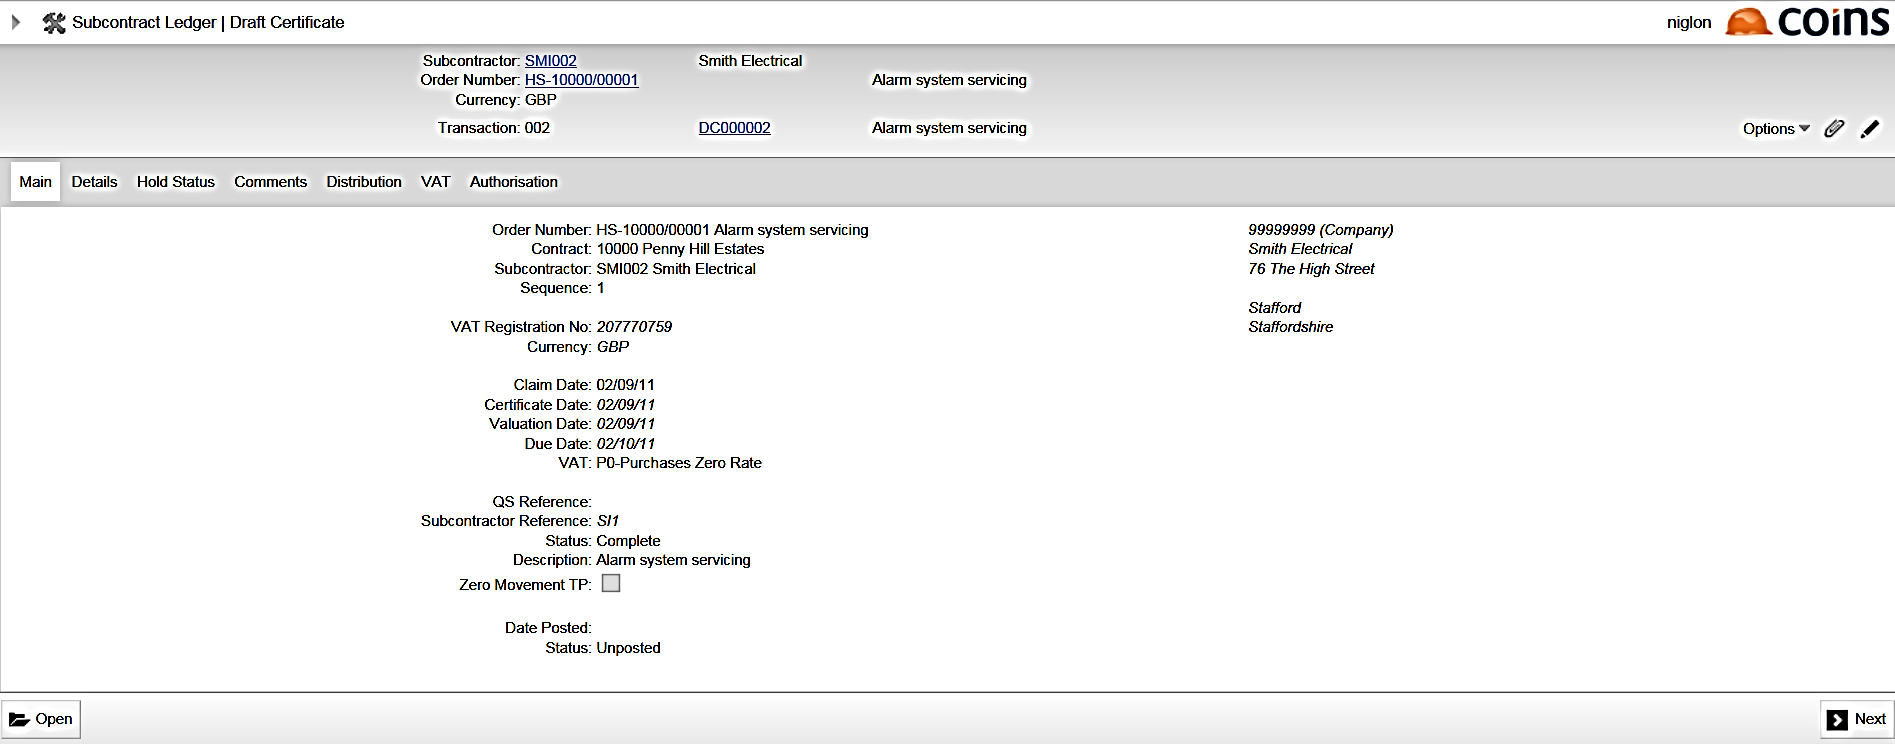 Subcontract Ledger | Draft Certificate
niglon
coins
Subcontractor: SMI002 Smith Electrical
Order Number: HS-10000/00001 Alarm system servicing
Currency: GBP
Transaction: 002 DC000002 Alarm system servicing
Options
Main Details Hold Status Comments Distribution VAT Authorisation
Order Number: HS-10000/00001 Alarm system servicing
Contract: 10000 Penny Hill Estates
Subcontractor: SMI002 Smith Electrical
Sequence: 1
VAT Registration No: 207770759
Currency: GBP
Claim Date: 02/09/11
Certificate Date: 02/09/11
Valuation Date: 02/09/11
Due Date: 02/10/11
VAT: P0-Purchases Zero Rate
QS Reference:
Subcontractor Reference: SI1
Status: Complete
Description: Alarm system servicing
Zero Movement TP:
Date Posted:
Status: Unposted
99999999 (Company)
Smith Electrical
76 The High Street
Stafford
Staffordshire
Open
Next